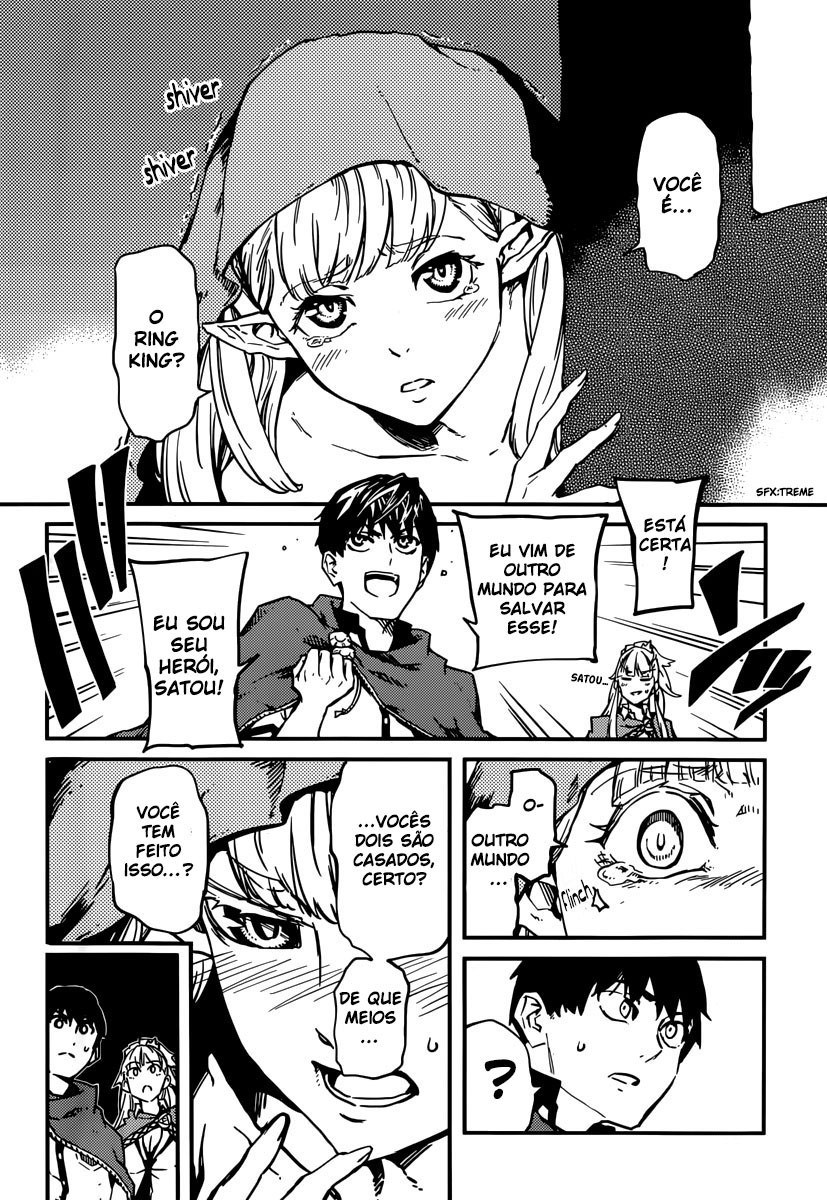 VOCÊ
É...
shiver
shiver
O
RING
KING?
SFX:TREME
ESTÁ
CERTA
!
EU VIM DE
OUTRO
MUNDO PARA
SALVAR
ESSE!
SATOU...
EU SOU
SEU
HERÓI,
SATOU!
O-
OUTRO
MUNDO
...
flinch
?
...VOCÊS
DOIS SÃO
CASADOS,
CERTO?
VOCÊ
TEM
FEITO
ISSO...?
DE QUE
MEIOS
...